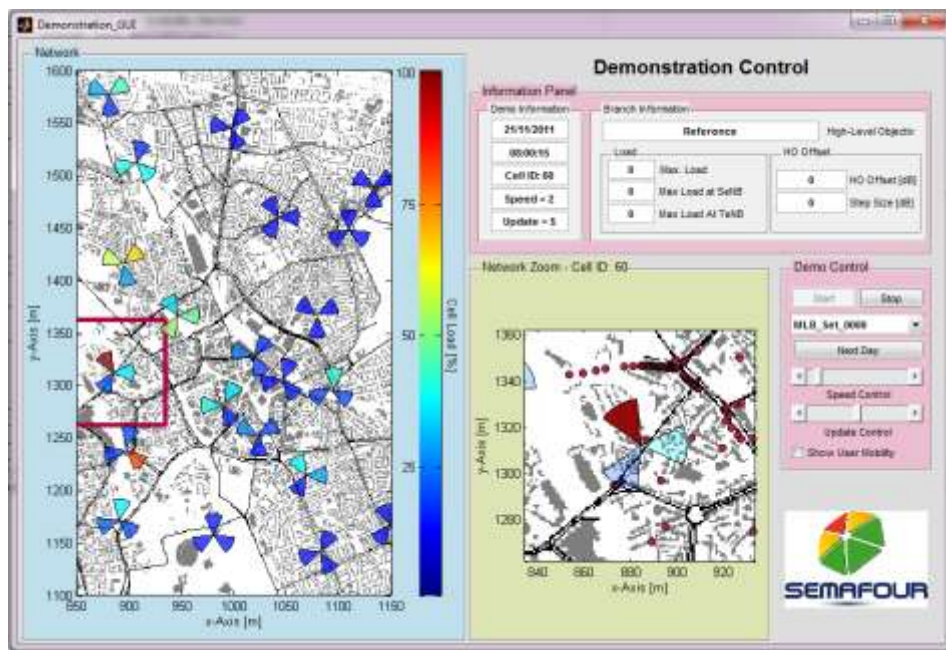 Demonstration_GUI
Network
1600
1550
1500
1450
1400
1350
1300
1250
1200
1150
1100
850
900
950
1000
1050
1100
1150
y-Axis [m]
x-Axis [m]
100
75
50
25
Cell Load [%]
Demonstration Control
Information Panel
Demo Information
21/11/2011
08:00:15
Cell ID: 60
Speed = 2
Update = 5
Branch Information
Reference
High-Level Objects
Load
0
Max. Load
0
Max Load at SeNB
0
Max Load At TeNB
HO Offset
0
HO Offset [dB]
0
Step Size [dB]
Network Zoom - Cell ID: 60
1360
1340
1320
1300
1280
840
860
880
900
920
y-Axis [m]
x-Axis [m]
Demo Control
Start
Stop
MLB_Set_0000
Next Day
Speed Control
Update Control
Show User Mobility
SEMAFOUR